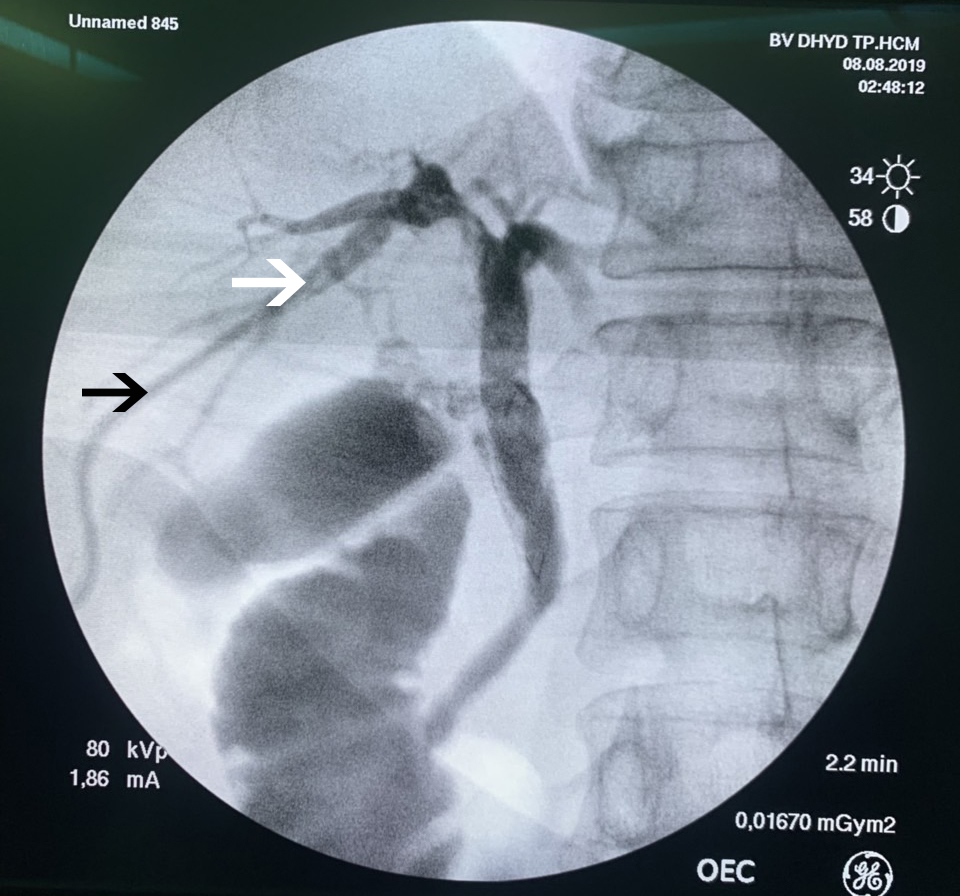 Unnamed 845
BV DHYD TP.HCM
08.08.2019
02:48:12
34
58
80 kVp
1,86 mA
2.2 min
0,01670 mGym2
OEC
GE